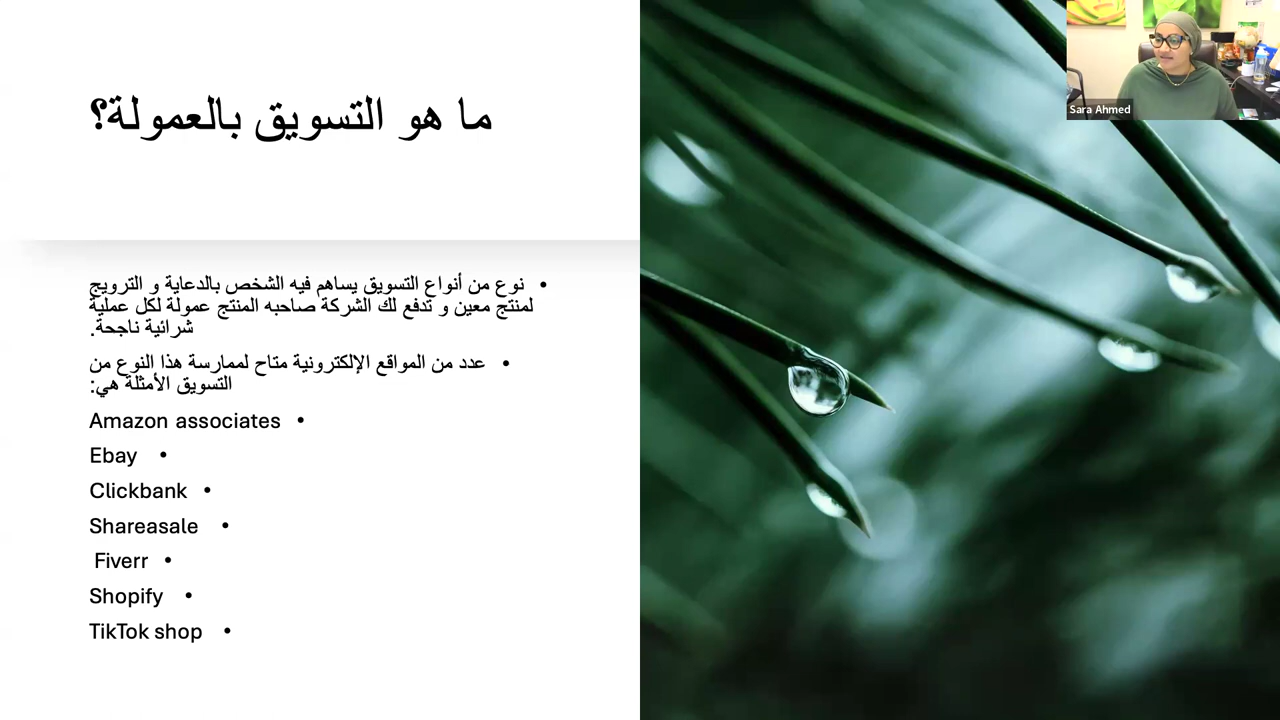 ما هو التسويق بالعمولة؟
Sara Ahmed
• نوع من أنواع التسويق يساهم فيه الشخص بالدعاية و الترويج
لمنتج معين و تدفع لك الشركة صاحبه المنتج عمولة لكل عملية
شرائية ناجحة.
• عدد من المواقع الإلكترونية متاح لممارسة هذا النوع من
التسويق الأمثلة هي:
Amazon associates •
Ebay •
Clickbank •
Shareasale •
Fiverr •
Shopify •
TikTok shop •